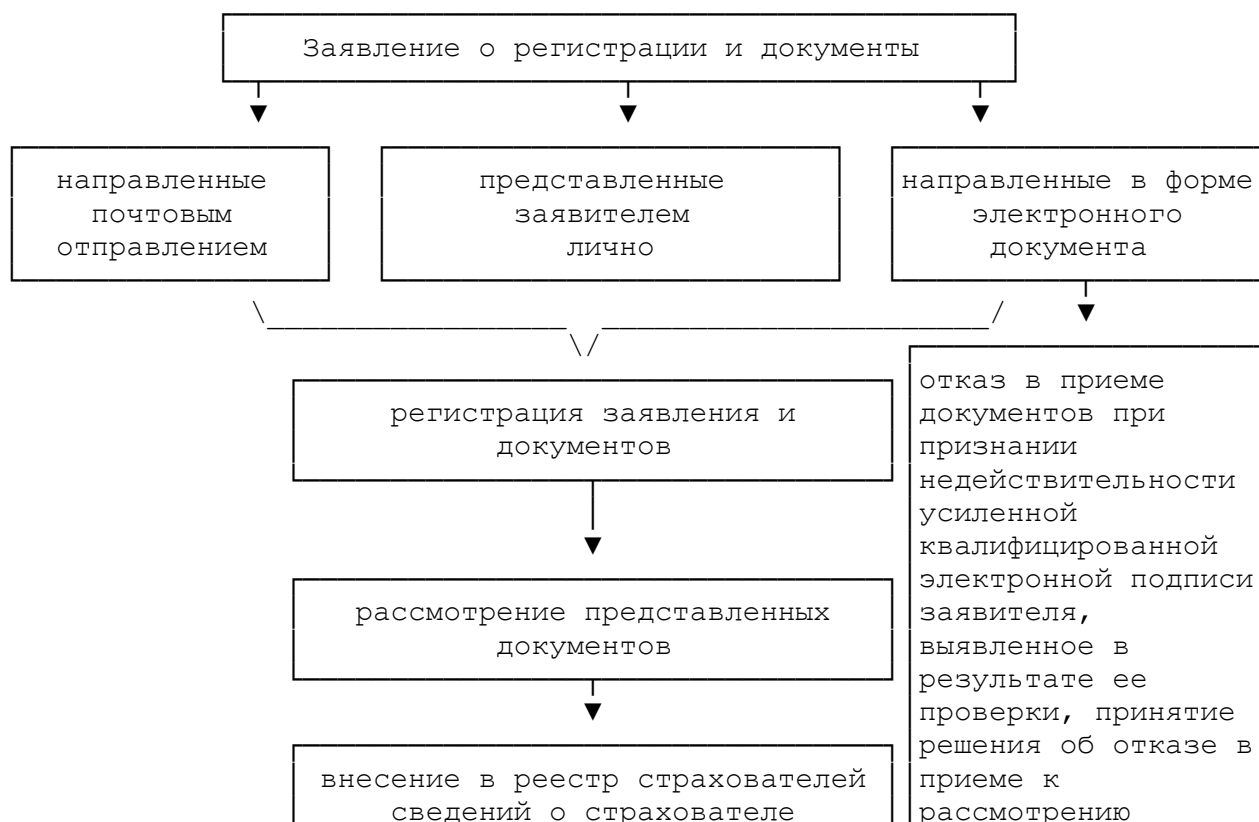 Заявление о регистрации и документы
направленные
почтовым
отправлением
представленные
заявителем
лично
направленные в форме
электронного
документа
регистрация заявления и
документов
рассмотрение представленных
документов
внесение в реестр страхователей
сведений о страхователе
отказ в приеме
документов при
признании
недействительности
усиленной
квалифицированной
электронной подписи
заявителя,
выявленное в
результате ее
проверки, принятие
решения об отказе в
приеме к
рассмотрению